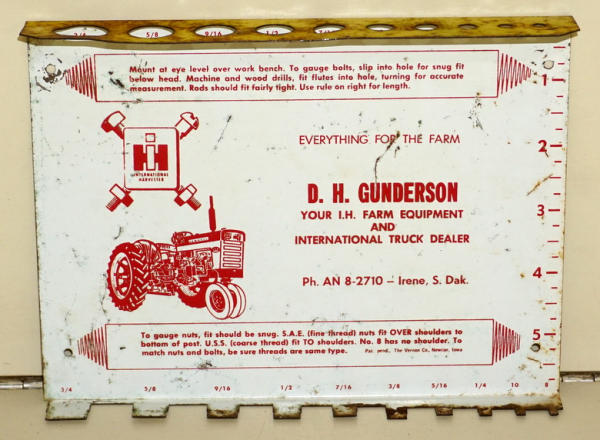 3/4 5/8 9/16 1/2 7/16
Mount at eye level over work bench. To gauge bolts, slip into hole for snug fit
below head. Machine and wood drills, fit flutes into hole, turning for accurate
measurement. Rods should fit fairly tight. Use rule on right for length.
1
EVERYTHING FOR THE FARM
2
IH
INTERNATIONAL
HARVESTER
D. H. GUNDERSON
YOUR I.H. FARM EQUIPMENT
3
AND
INTERNATIONAL TRUCK DEALER
4
Ph. AN 8-2710 – Irene, S. Dak.
To gauge nuts, fit should be snug. S.A.E. (fine thread) nuts fit OVER shoulders to
bottom of post. U.S.S. (coarse thread) fit TO shoulders. No. 8 has no shoulder. To
match nuts and bolts, be sure threads are same type. Pat. pend., The Vernon Co., Newton, Iowa
5
3/4 5/8 9/16 1/2 7/16 3/8 5/16 1/4 10 8